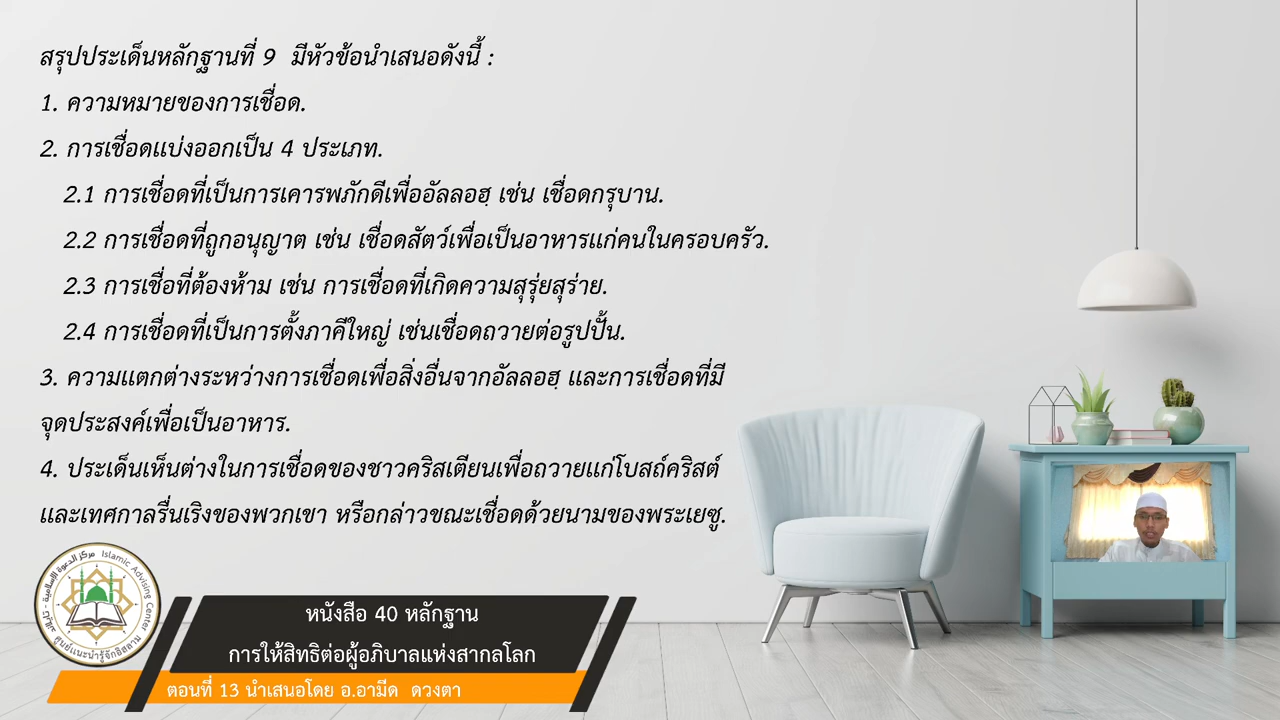 สรุปประเด็นหลักฐานที่ 9 มีหัวข้อนำเสนอดังนี้ :
1. ความหมายของการเชื่อด.
2. การเชื่อดแบ่งออกเป็น 4 ประเภท.
2.1 การเชื่อดที่เป็นการเคารพภักดีเพื่ออัลลอฮฺ เช่น เชื่อดกรุบาน.
2.2 การเชื่อดที่ถูกอนุญาต เช่น เชื่อดสัตว์เพื่อเป็นอาหารแก่คนในครอบครัว.
2.3 การเชื่อที่ต้องห้าม เช่น การเชื่อดที่เกิดความสุรุ่ยสุร่าย.
2.4 การเชื่อดที่เป็นการตั้งภาคีใหญ่ เช่นเชื่อดถวายต่อรูปปั้น.
3. ความแตกต่างระหว่างการเชื่อดเพื่อสิ่งอื่นจากอัลลอฮฺ และการเชื่อดที่มี
จุดประสงค์เพื่อเป็นอาหาร.
4. ประเด็นเห็นต่างในการเชื่อดของชาวคริสเตียนเพื่อถวายแก่โบสถ์คริสต์
และเทศกาลรื่นเริงของพวกเขา หรือกล่าวขณะเชื่อดด้วยนามของพระเยซู.
مركز الدعوة الإسلامية - تايلاند
Islamic Advising Center
ศูนย์แนะนำรู้จักอิสลาม
หนังสือ 40 หลักฐาน
การให้สิทธิต่อผู้อภิบาลแห่งสากลโลก
ตอนที่ 13 นำเสนอโดย อ.อามีด ดวงตา